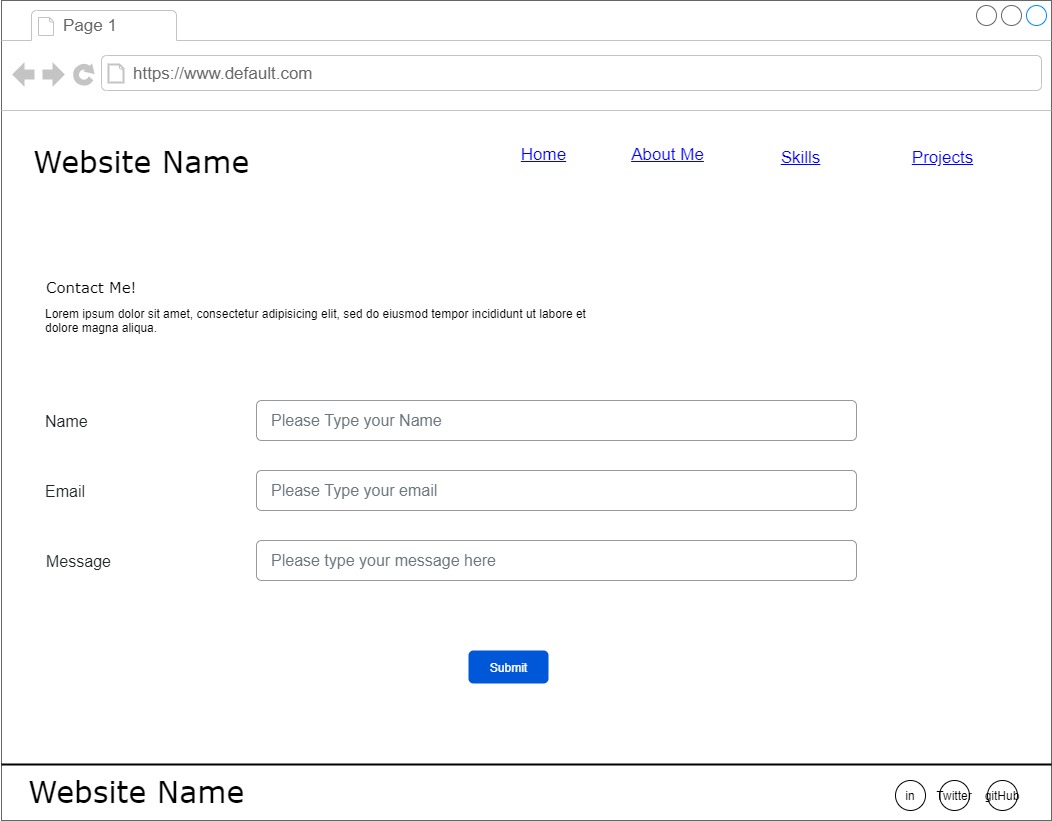 Page 1
https://www.default.com
Website Name
Home About Me Skills Projects
Contact Me!
Lorem ipsum dolor sit amet, consectetur adipisicing elit, sed do eiusmod tempor incididunt ut labore et
dolore magna aliqua.
Name Please Type your Name
Email Please Type your email
Message Please type your message here
Submit
Website Name
in Twitter gitHub